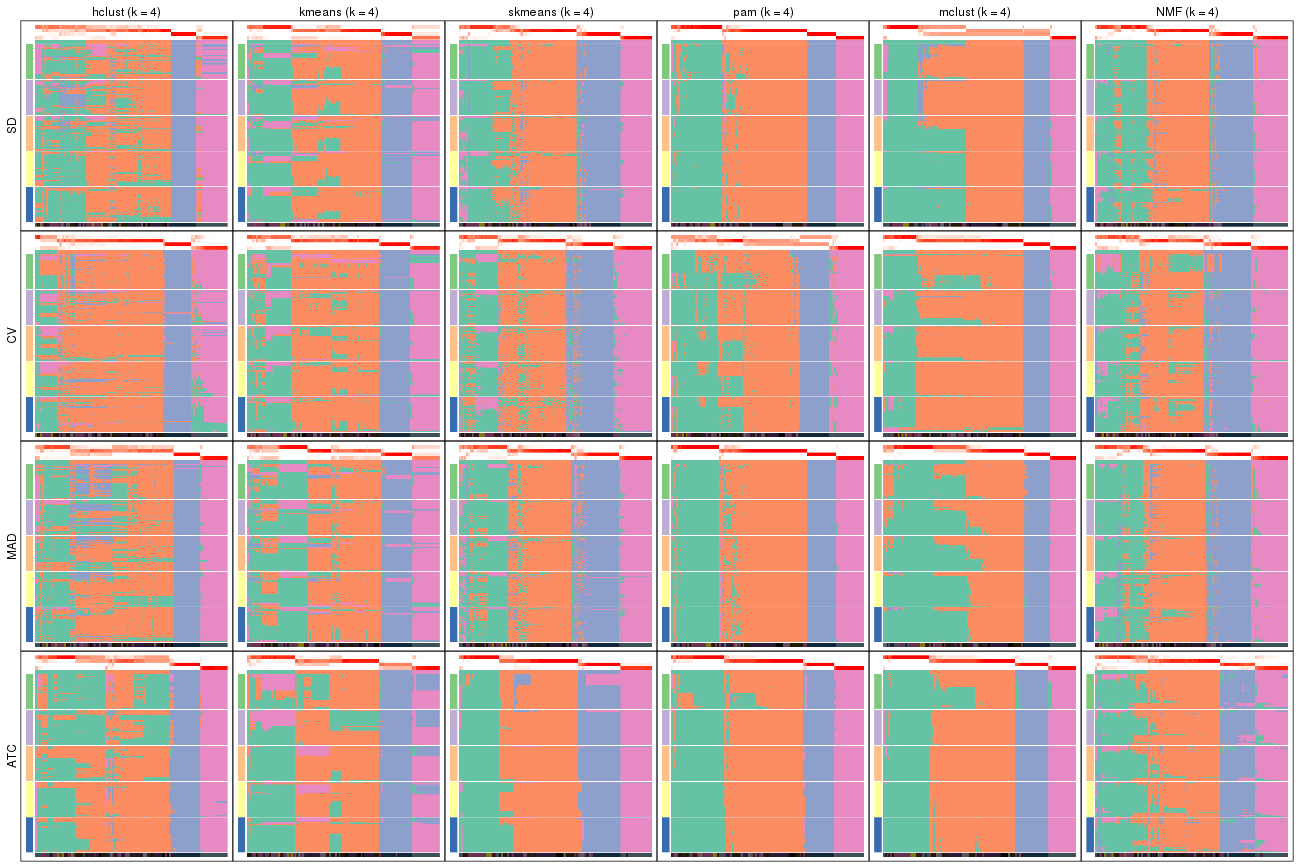 hclust (k = 4)
kmeans (k = 4)
skmeans (k = 4)
pam (k = 4)
mclust (k = 4)
NMF (k = 4)
SD
CV
MAD
ATC